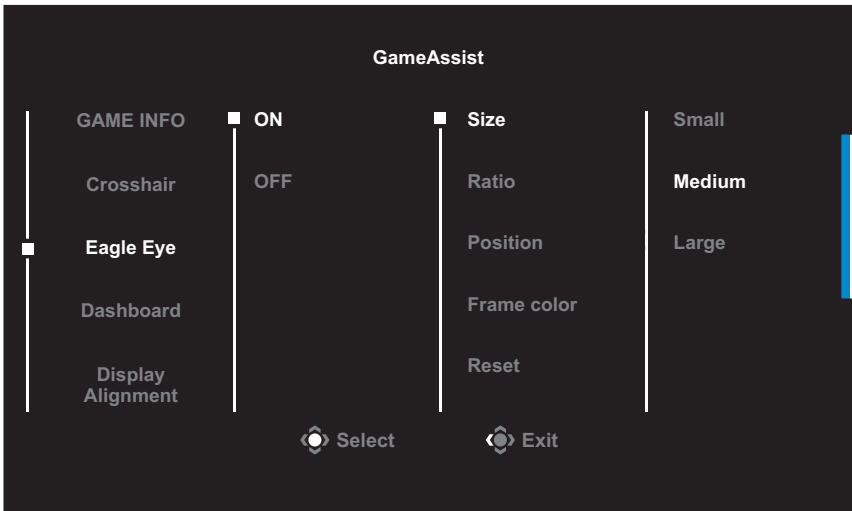 GameAssist
GAME INFO
ON
Size
Small
Crosshair
OFF
Ratio
Medium
Eagle Eye
Position
Large
Dashboard
Frame color
Display
Alignment
Reset
Select
Exit